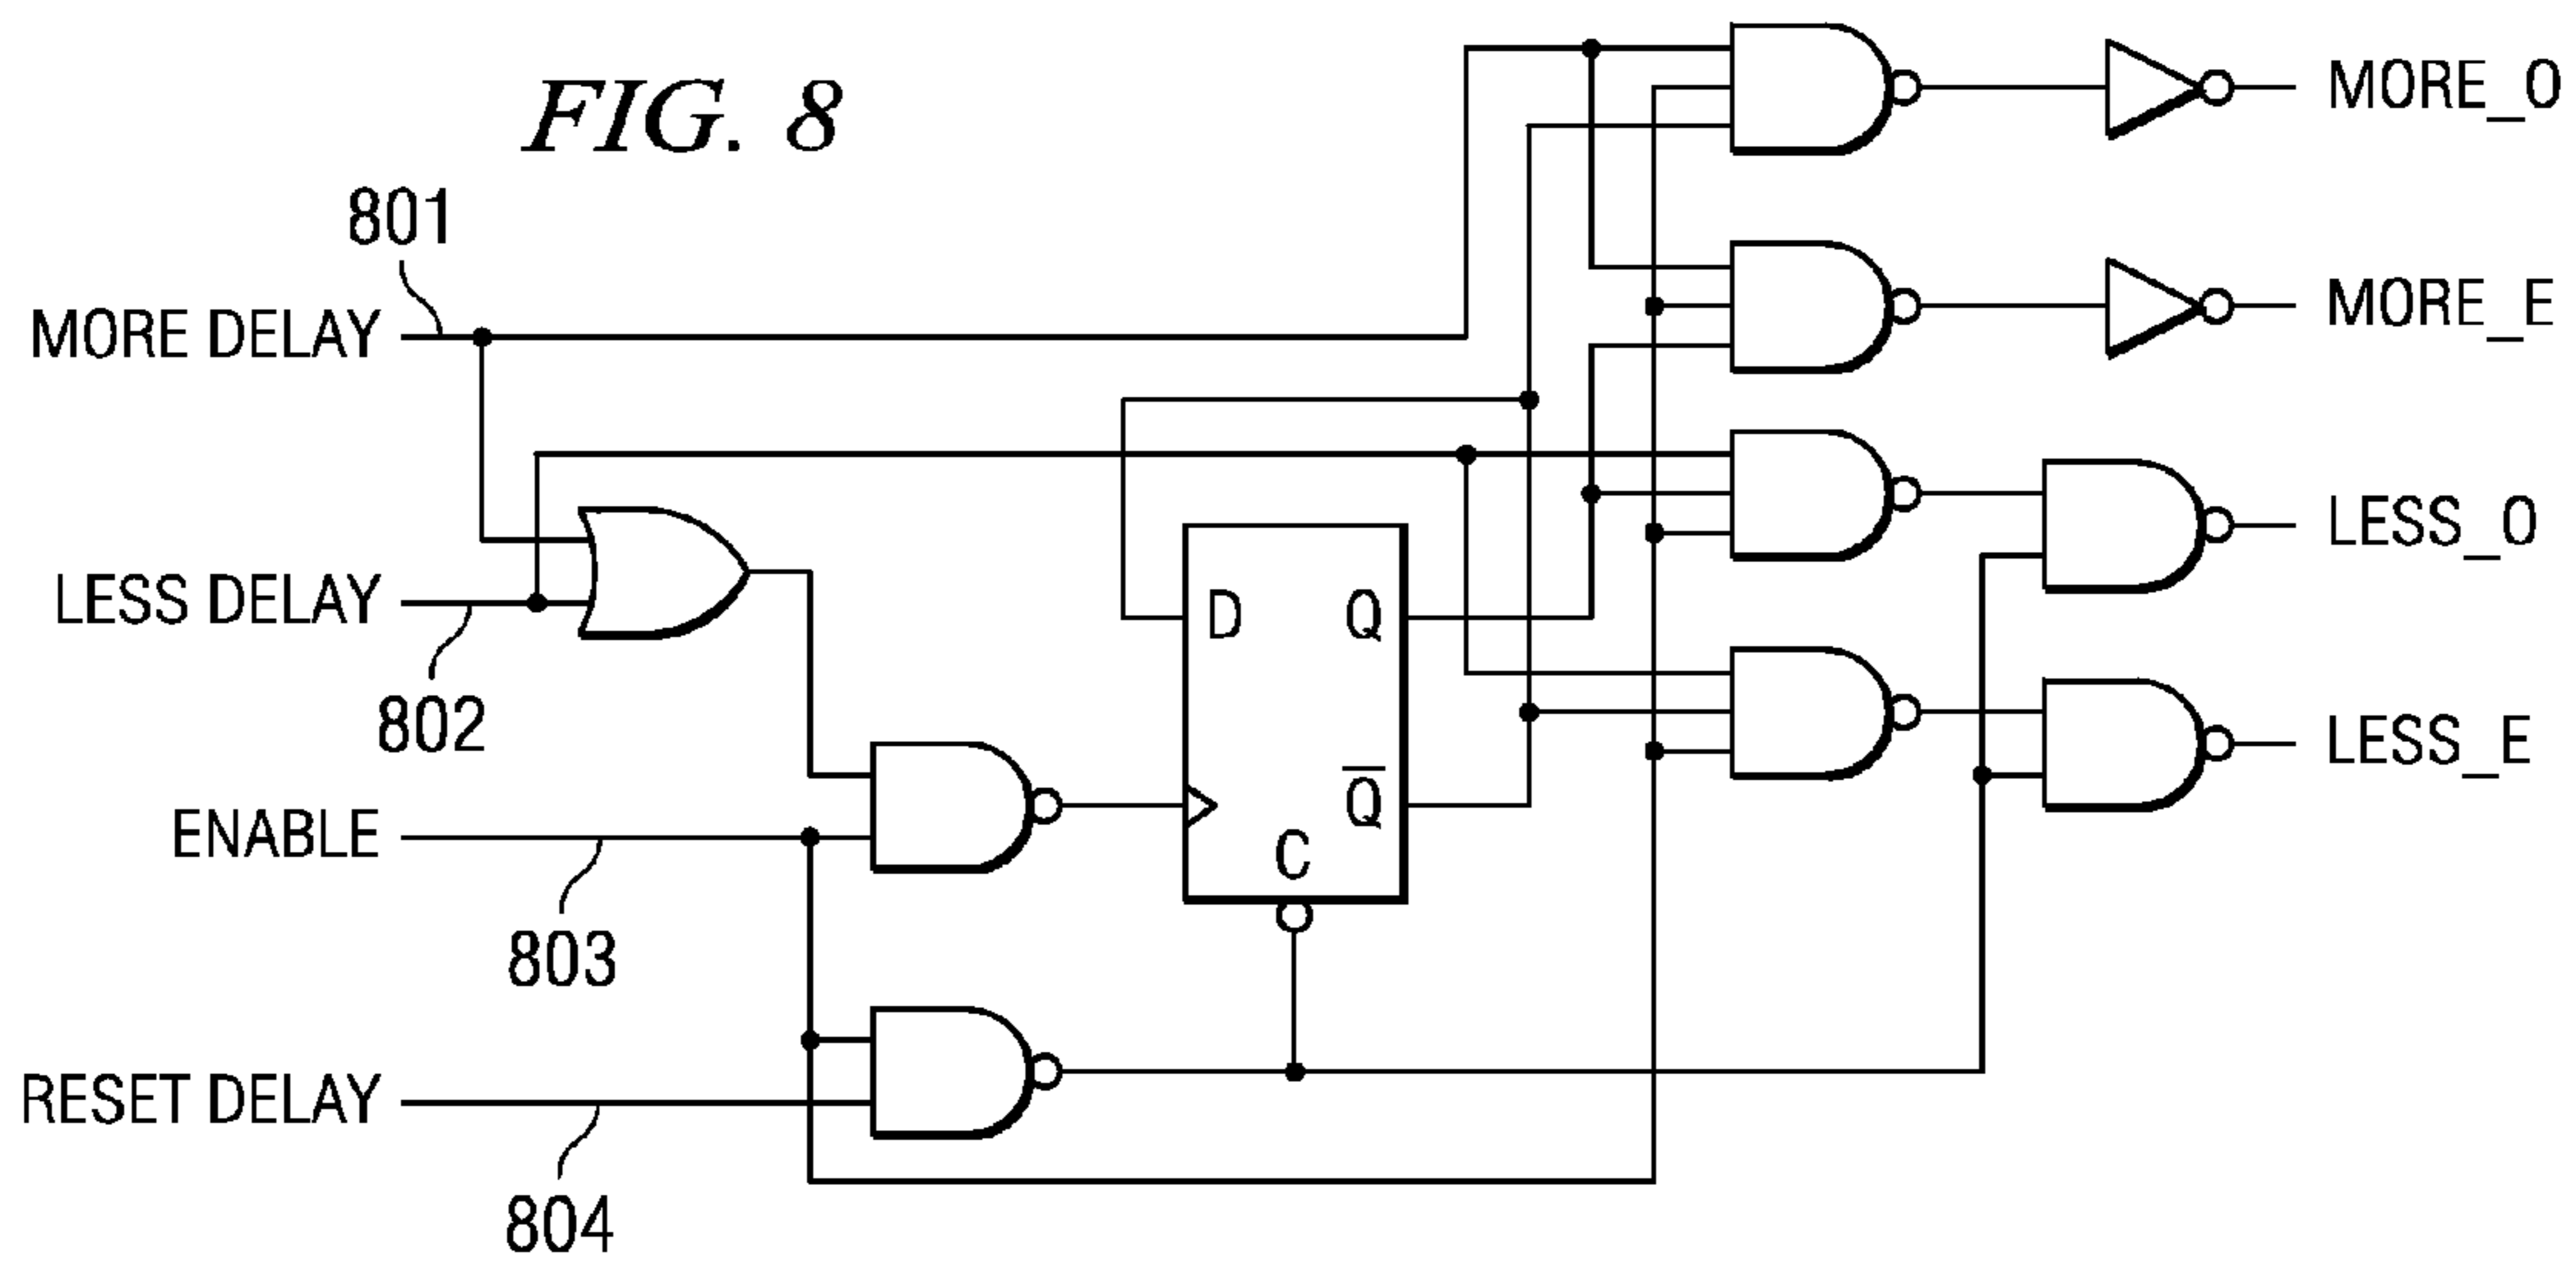 FIG. 8
801
MORE DELAY
LESS DELAY
802
ENABLE
803
RESET DELAY
804
D
Q
Q̅
C
MORE_O
MORE_E
LESS_O
LESS_E